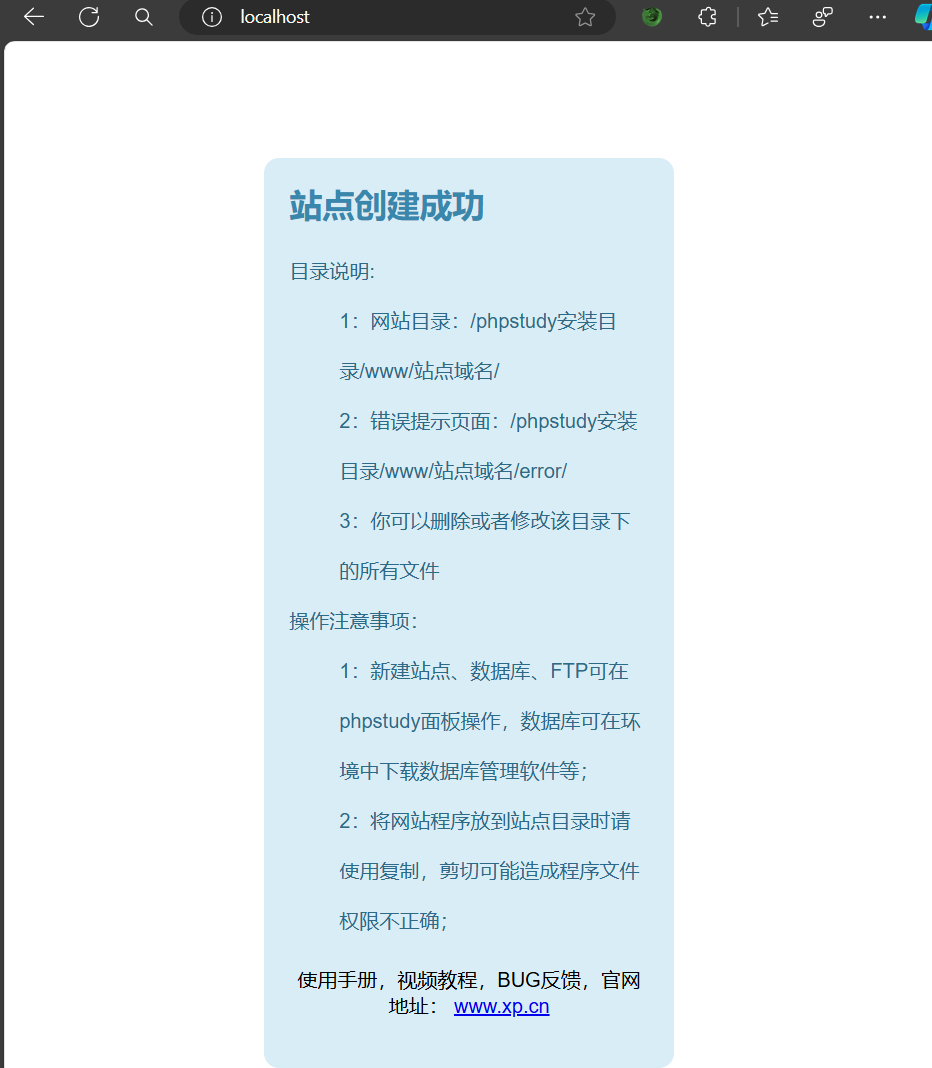 localhost
站点创建成功
目录说明:
1：网站目录：/phpstudy安装目
录/www/站点域名/
2：错误提示页面：/phpstudy安装
目录/www/站点域名/error/
3：你可以删除或者修改该目录下
的所有文件
操作注意事项：
1：新建站点、数据库、FTP可在
phpstudy面板操作，数据库可在环
境中下载数据库管理软件等；
2：将网站程序放到站点目录时请
使用复制，剪切可能造成程序文件
权限不正确；
使用手册，视频教程，BUG反馈，官网
地址： www.xp.cn